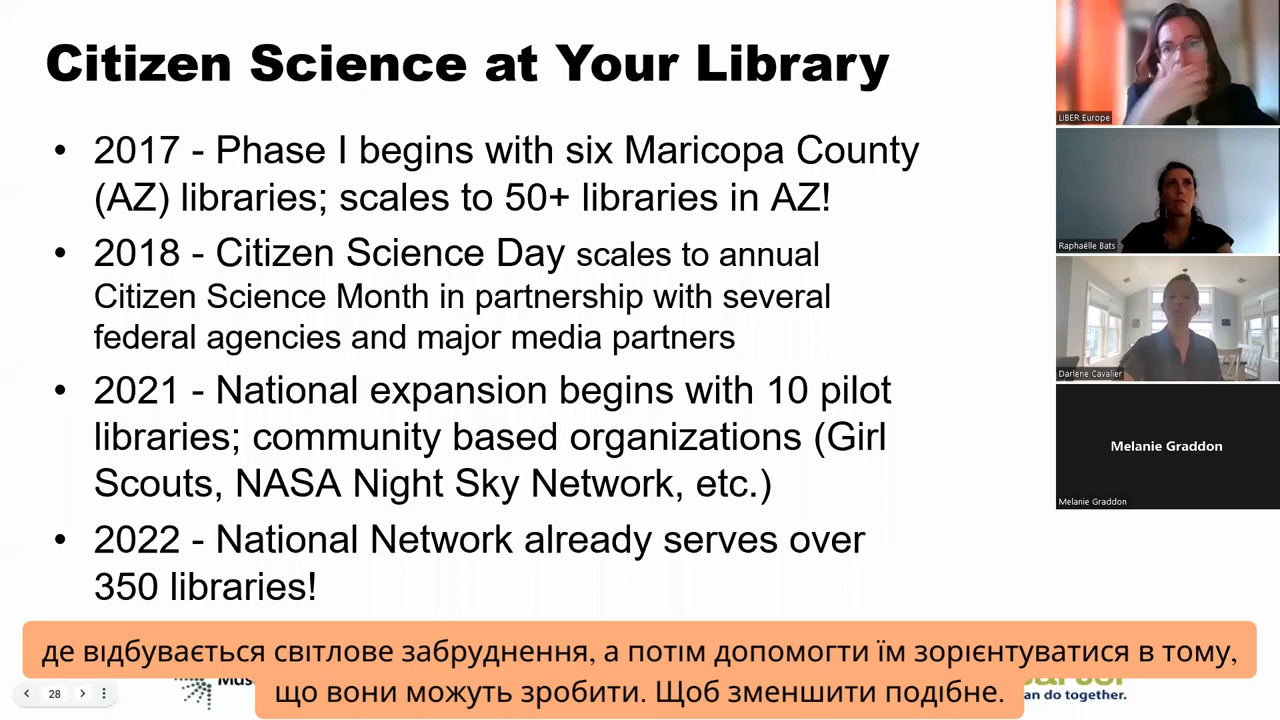 Citizen Science at Your Library
• 2017 - Phase I begins with six Maricopa County
(AZ) libraries; scales to 50+ libraries in AZ!
• 2018 - Citizen Science Day scales to annual
Citizen Science Month in partnership with several
federal agencies and major media partners
• 2021 - National expansion begins with 10 pilot
libraries; community based organizations (Girl
Scouts, NASA Night Sky Network, etc.)
• 2022 - National Network already serves over
350 libraries!
LIBER Europe
Raphaëlle Bats
Darlene Cavalier
Melanie Graddon
Melanie Graddon
де відбувається світлове забруднення, а потім допомогти їм зорієнтуватися в тому,
що вони можуть зробити. Щоб зменшити подібне.
28
an do together.